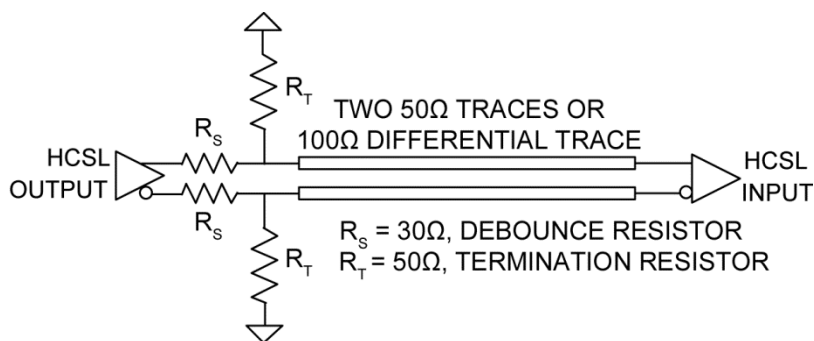 R_T
TWO 50Ω TRACES OR
100Ω DIFFERENTIAL TRACE
R_S
HCSL
OUTPUT
HCSL
INPUT
R_S
R_T
R_S = 30Ω, DEBOUNCE RESISTOR
R_T = 50Ω, TERMINATION RESISTOR